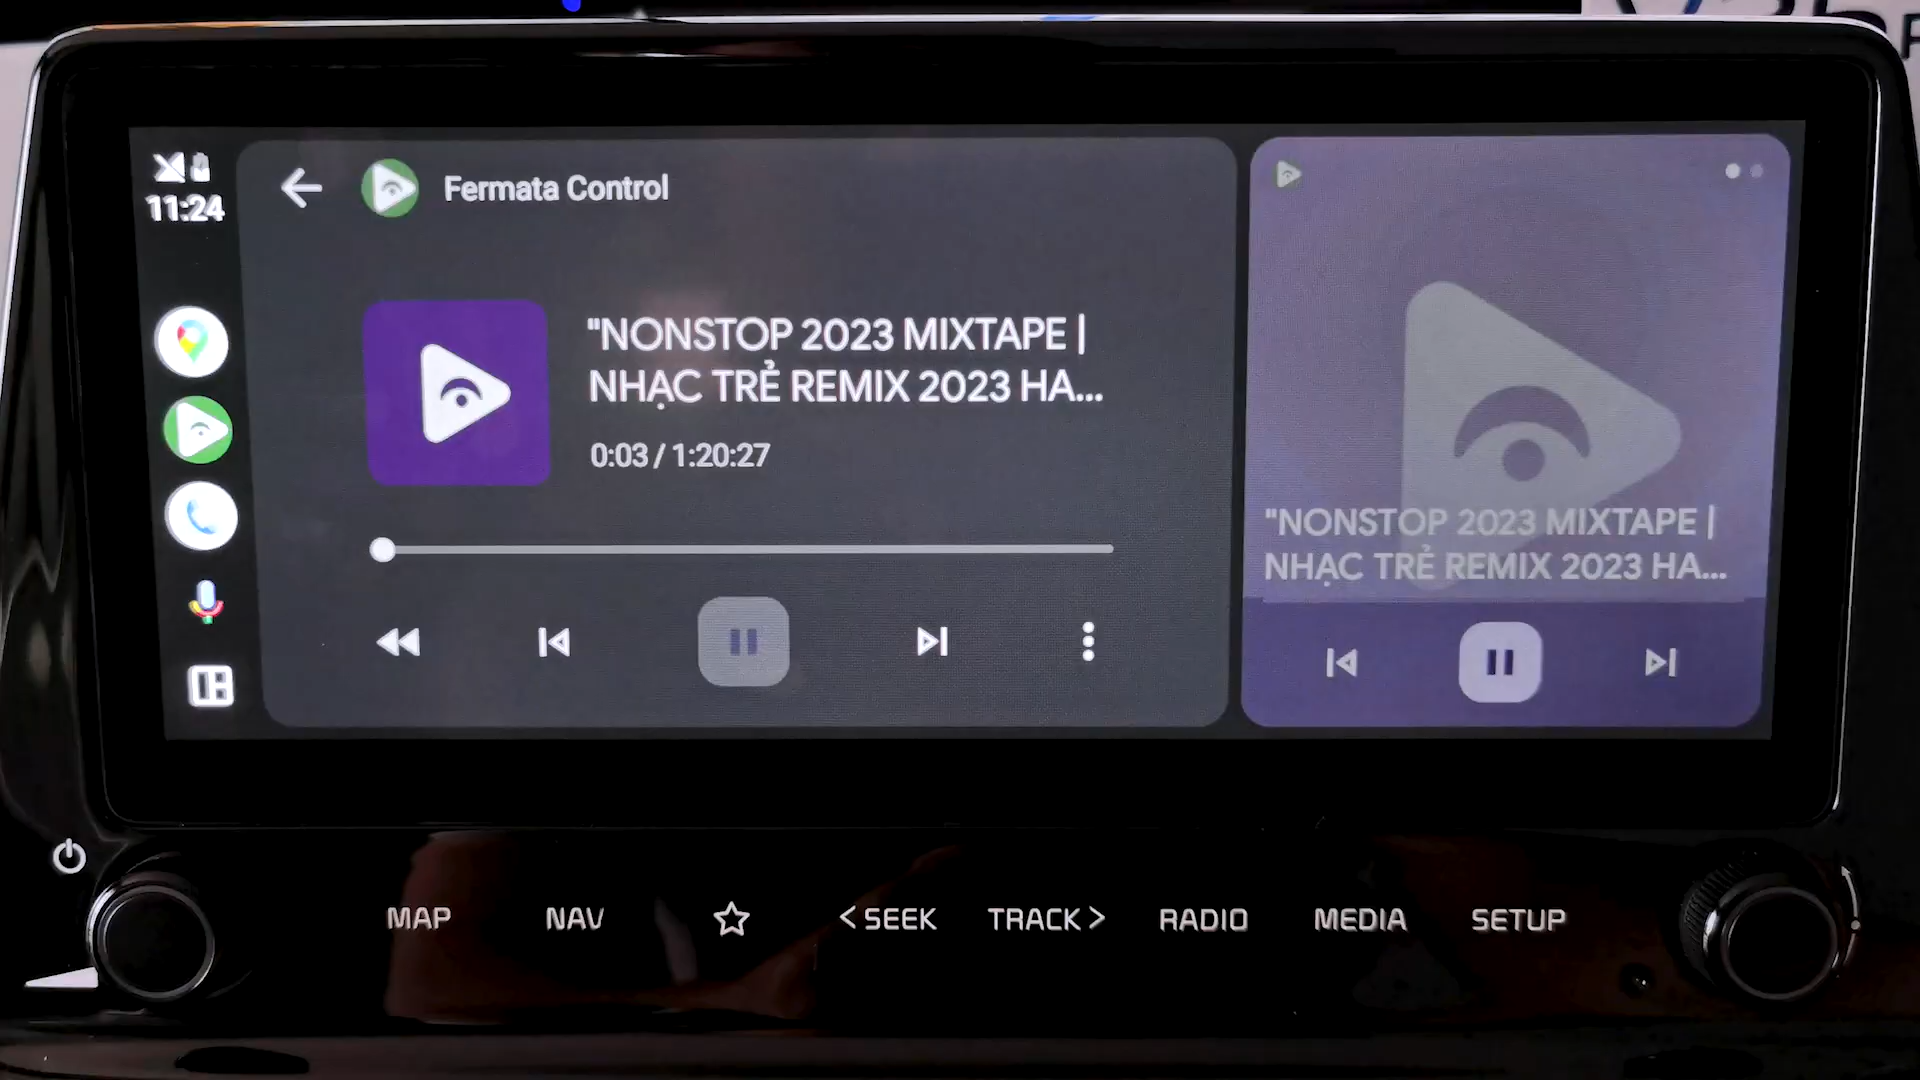 11:24
Fermata Control
"NONSTOP 2023 MIXTAPE |
NHẠC TRẺ REMIX 2023 HA...
0:03 / 1:20:27
"NONSTOP 2023 MIXTAPE |
NHẠC TRẺ REMIX 2023 HA...
MAP
NAV
< SEEK
TRACK >
RADIO
MEDIA
SETUP